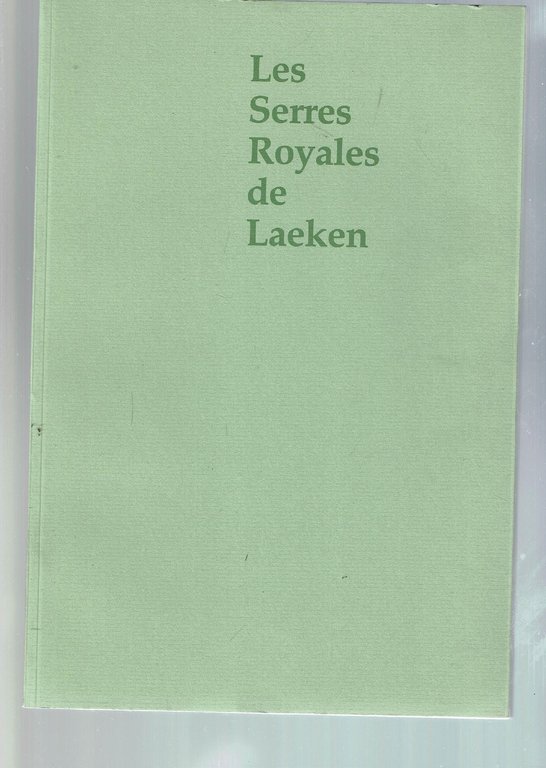 Les
Serres
Royales
de
Laeken